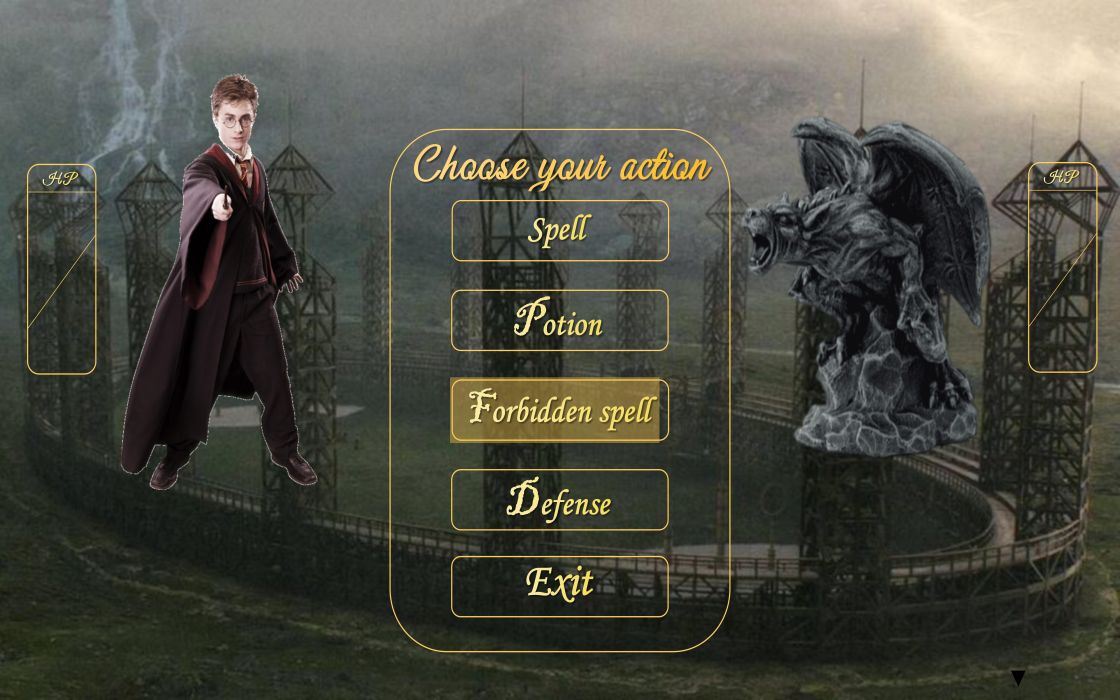 Choose your action
HP
HP
Spell
Potion
Forbidden spell
Defense
Exit